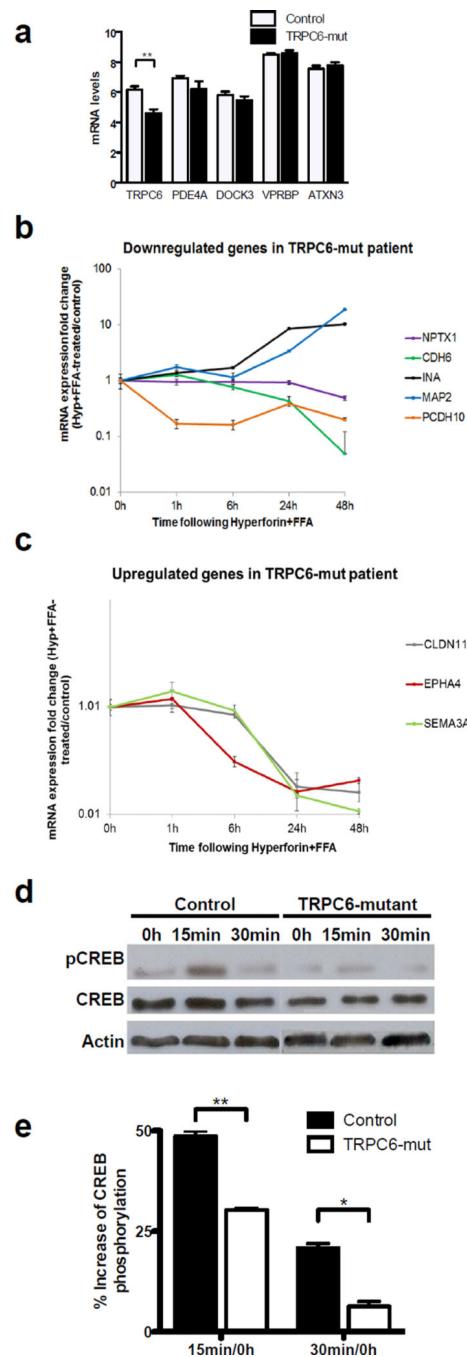 a
Control
TRPC6-mut
mRNA levels
10
8
6
4
2
0
**
TRPC6 PDE4A DOCK3 VPRBP ATXN3
b
Downregulated genes in TRPC6-mut patient
mRNA expressionfold change
(Hyp+FFA-treated/control)
100
10
1
0.1
0.01
0h 1h 6h 24h 48h
Time following Hyperforin+FFA
NPTX1
CDH6
INA
MAP2
PCDH10
c
Upregulated genes in TRPC6-mut patient
mRNA expression fold change (Hyp+FFA-
treated/control)
1.01
0.01
0h 1h 6h 24h 48h
Time following Hyperforin+FFA
CLDN11
EPHA4
SEMA3A
d
Control TRPC6-mutant
0h 15min 30min 0h 15min 30min
pCREB
CREB
Actin
e
Control
TRPC6-mut
% Increase of CREB
phosphorylation
50
25
0
**
*
15min/0h 30min/0h